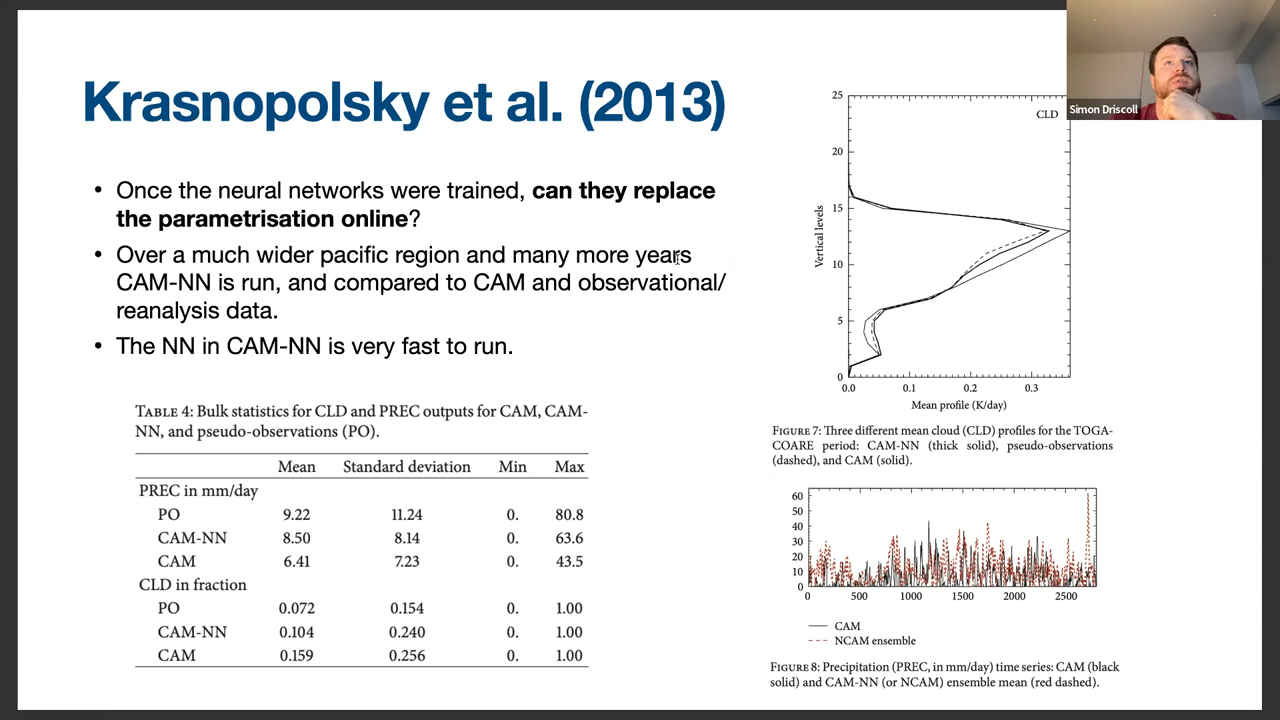 Krasnopolsky et al. (2013)
• Once the neural networks were trained, can they replace
the parametrisation online?
• Over a much wider pacific region and many more years
CAM-NN is run, and compared to CAM and observational/
reanalysis data.
• The NN in CAM-NN is very fast to run.
TABLE 4: Bulk statistics for CLD and PREC outputs for CAM, CAM-
NN, and pseudo-observations (PO).
Mean Standard deviation Min Max
PREC in mm/day
PO 9.22 11.24 0. 80.8
CAM-NN 8.50 8.14 0. 63.6
CAM 6.41 7.23 0. 43.5
CLD in fraction
PO 0.072 0.154 0. 1.00
CAM-NN 0.104 0.240 0. 1.00
CAM 0.159 0.256 0. 1.00
Simon Driscoll
CLD
25
20
15
10
5
0
Vertical levels
0.0 0.1 0.2 0.3
Mean profile (K/day)
FIGURE 7: Three different mean cloud (CLD) profiles for the TOGA-
COARE period: CAM-NN (thick solid), pseudo-observations
(dashed), and CAM (solid).
60
50
40
30
20
10
0
0 500 1000 1500 2000 2500
CAM
NCAM ensemble
FIGURE 8: Precipitation (PREC, in mm/day) time series: CAM (black
solid) and CAM-NN (or NCAM) ensemble mean (red dashed).